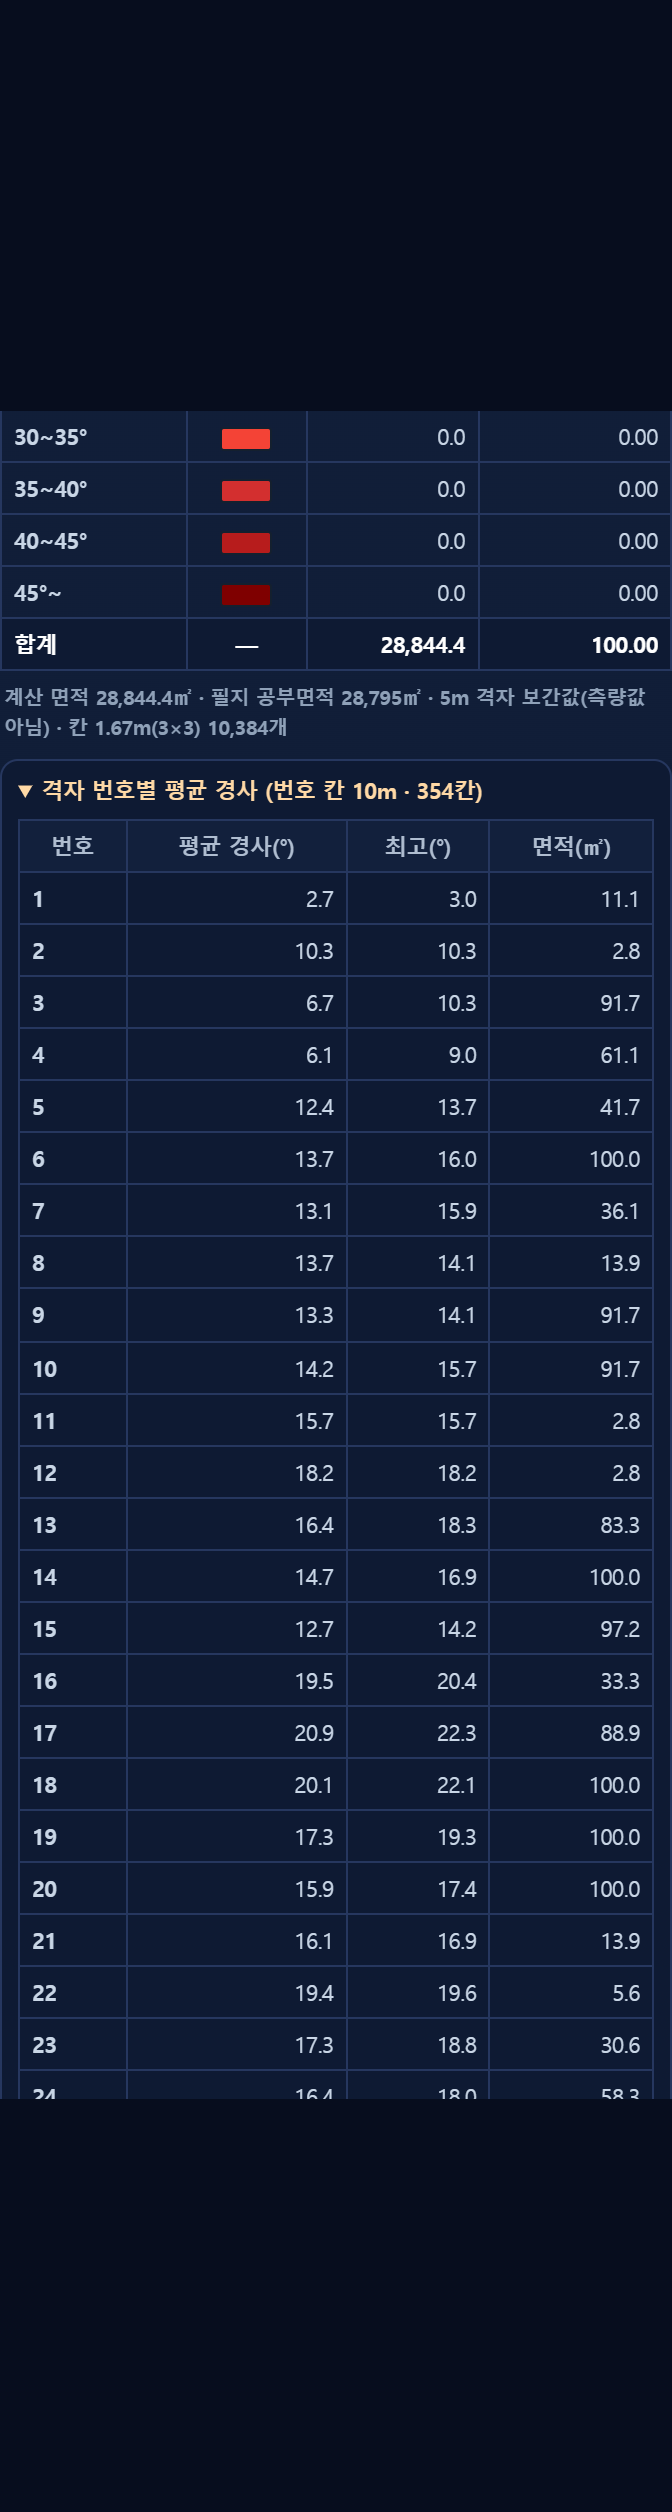 30~35° 0.0 0.00
35~40° 0.0 0.00
40~45° 0.0 0.00
45°~ 0.0 0.00
합계 — 28,844.4 100.00
계산 면적 28,844.4㎡ · 필지 공부면적 28,795㎡ · 5m 격자 보간값(측량값
아님) · 칸 1.67m(3×3) 10,384개
▼ 격자 번호별 평균 경사 (번호 칸 10m · 354칸)
번호 평균 경사(°) 최고(°) 면적(㎡)
1 2.7 3.0 11.1
2 10.3 10.3 2.8
3 6.7 10.3 91.7
4 6.1 9.0 61.1
5 12.4 13.7 41.7
6 13.7 16.0 100.0
7 13.1 15.9 36.1
8 13.7 14.1 13.9
9 13.3 14.1 91.7
10 14.2 15.7 91.7
11 15.7 15.7 2.8
12 18.2 18.2 2.8
13 16.4 18.3 83.3
14 14.7 16.9 100.0
15 12.7 14.2 97.2
16 19.5 20.4 33.3
17 20.9 22.3 88.9
18 20.1 22.1 100.0
19 17.3 19.3 100.0
20 15.9 17.4 100.0
21 16.1 16.9 13.9
22 19.4 19.6 5.6
23 17.3 18.8 30.6
24 16.4 18.0 58.3